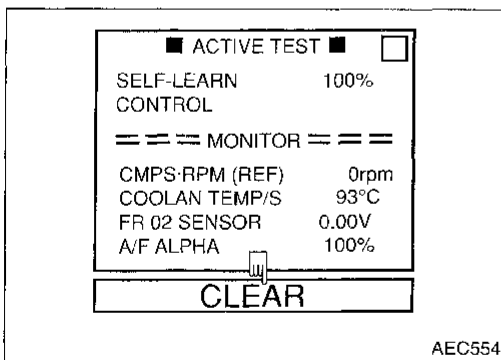 ■ ACTIVE TEST ■
SELF-LEARN 100%
CONTROL
=== MONITOR ===
CMPS·RPM (REF) 0rpm
COOLAN TEMP/S 93°C
FR 02 SENSOR 0.00V
A/F ALPHA 100%
CLEAR
AEC554